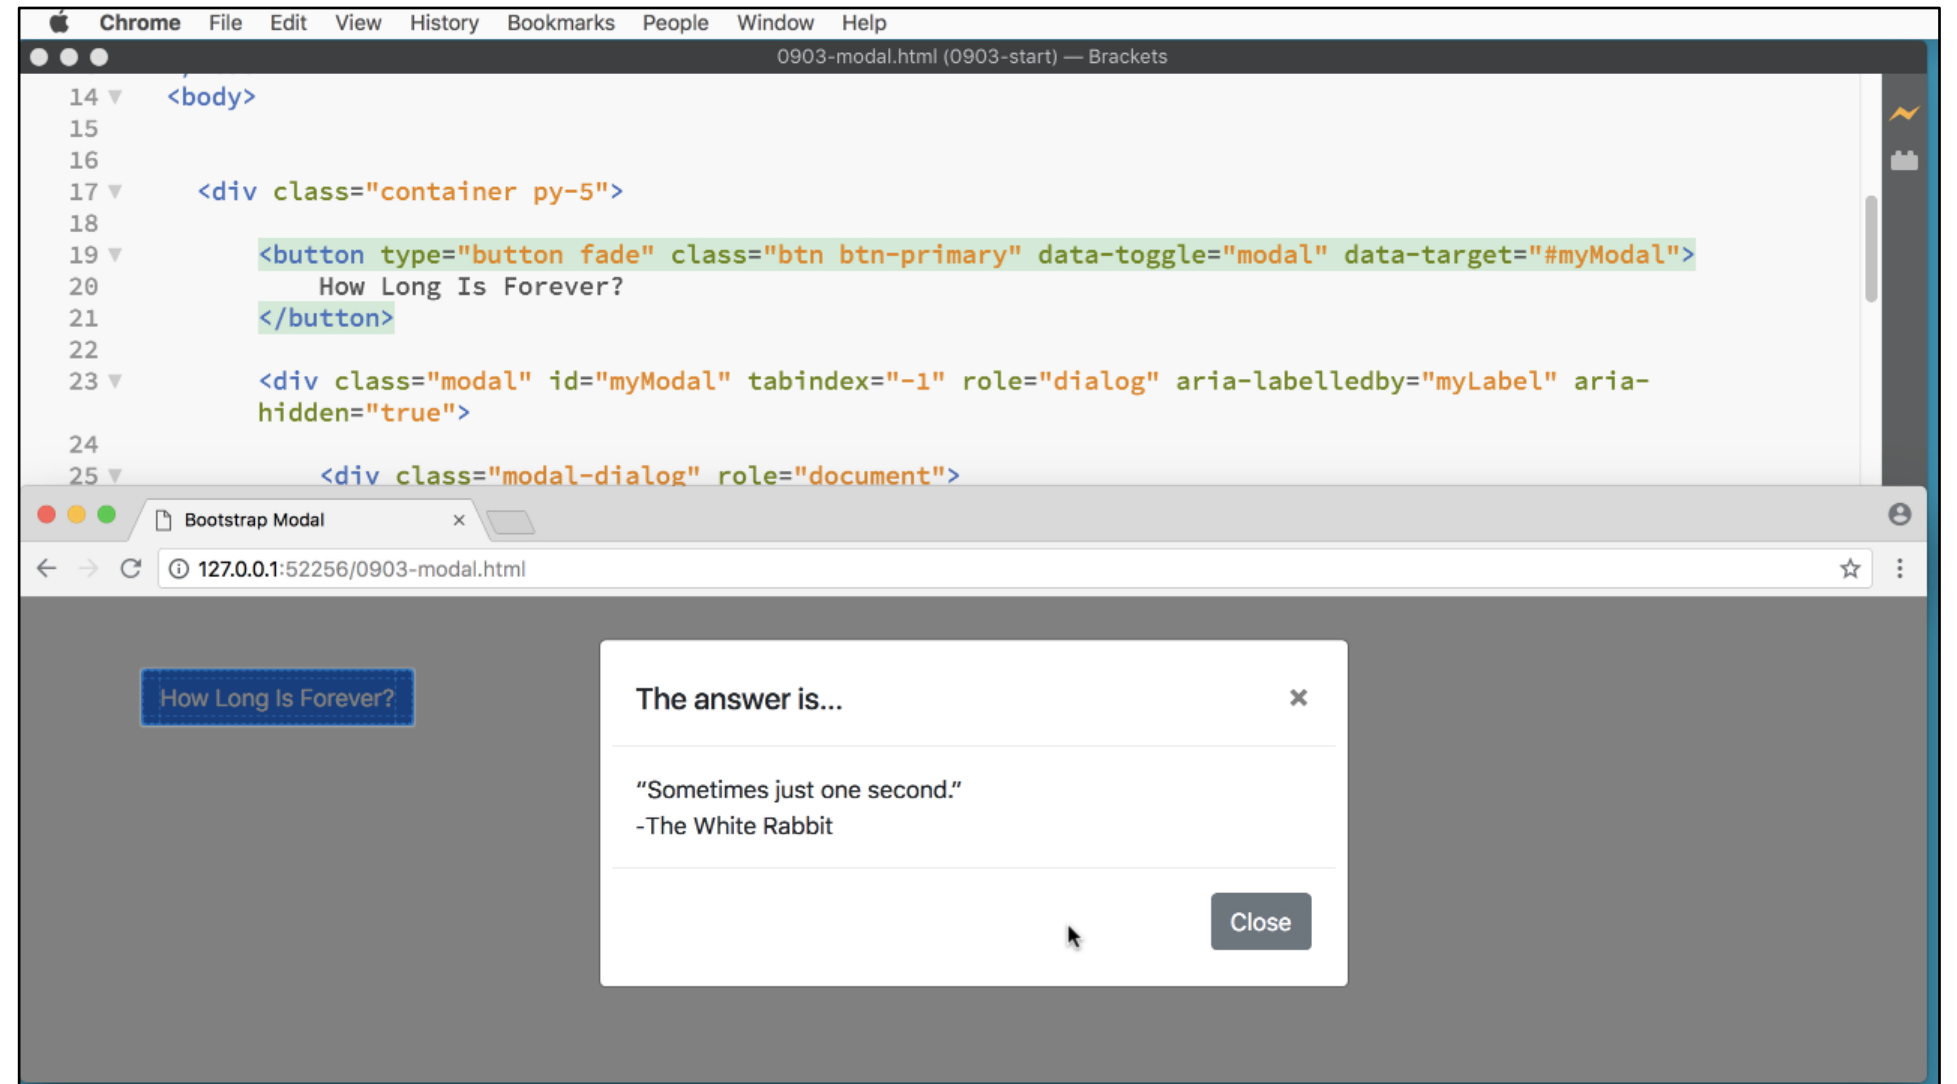 Chrome File Edit View History Bookmarks People Window Help
0903-modal.html (0903-start) — Brackets
14 <body>
15
16
17 <div class="container py-5">
18
19 <button type="button fade" class="btn btn-primary" data-toggle="modal" data-target="#myModal">
20 How Long Is Forever?
21 </button>
22
23 <div class="modal" id="myModal" tabindex="-1" role="dialog" aria-labelledby="myLabel" aria-
hidden="true">
24
25 <div class="modal-dialog" role="document">
Bootstrap Modal
127.0.0.1:52256/0903-modal.html
How Long Is Forever?
The answer is...
“Sometimes just one second.”
-The White Rabbit
Close